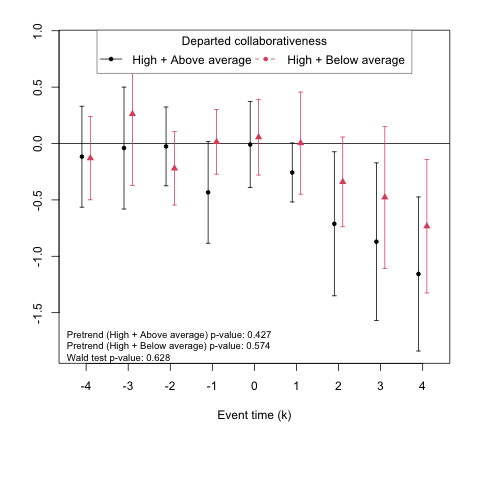 Departed collaborativeness
High + Above average High + Below average
1.0
0.5
0.0
-0.5
-1.0
-1.5
Pretrend (High + Above average) p-value: 0.427
Pretrend (High + Below average) p-value: 0.574
Wald test p-value: 0.628
-4 -3 -2 -1 0 1 2 3 4
Event time (k)